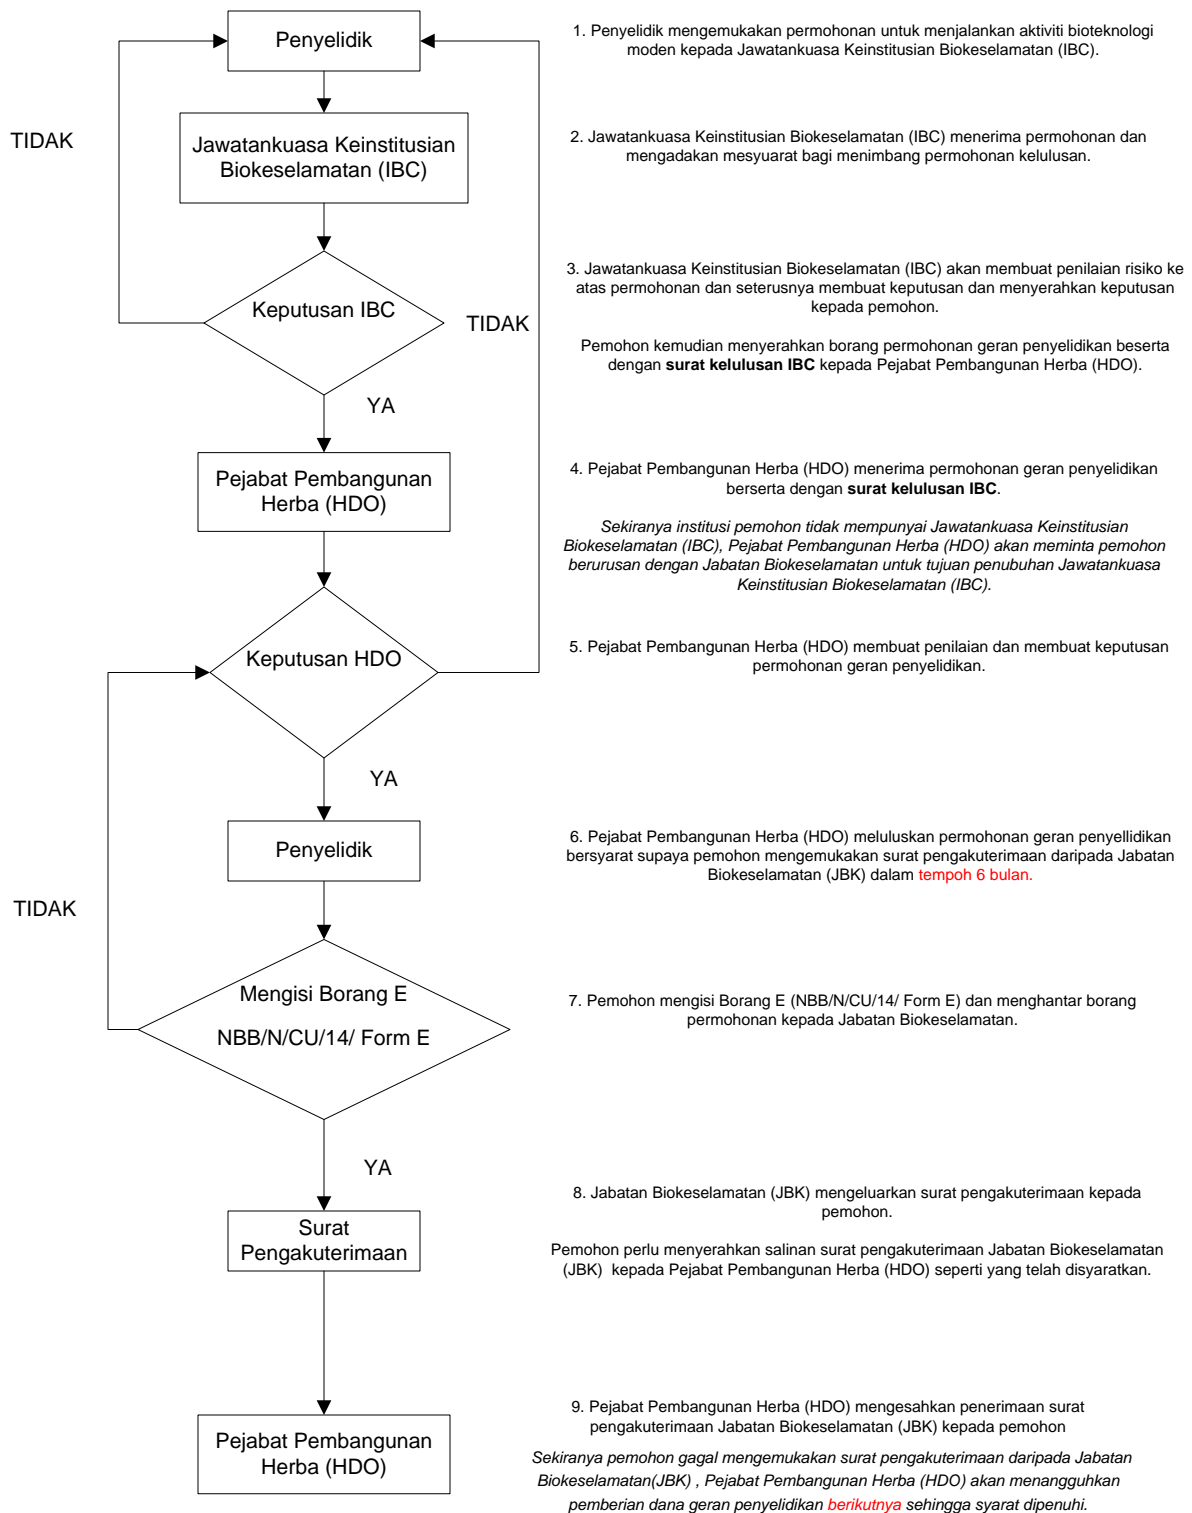 Penyelidik
1. Penyelidik mengemukakan permohonan untuk menjalankan aktiviti bioteknologi
moden kepada Jawatankuasa Keinstitusian Biokeselamatan (IBC).
TIDAK
Jawatankuasa Keinstitusian
Biokeselamatan (IBC)
2. Jawatankuasa Keinstitusian Biokeselamatan (IBC) menerima permohonan dan
mengadakan mesyuarat bagi menimbang permohonan kelulusan.
Keputusan IBC
TIDAK
3. Jawatankuasa Keinstitusian Biokeselamatan (IBC) akan membuat penilaian risiko ke
atas permohonan dan seterusnya membuat keputusan dan menyerahkan keputusan
kepada pemohon.
Pemohon kemudian menyerahkan borang permohonan geran penyelidikan beserta
dengan surat kelulusan IBC kepada Pejabat Pembangunan Herba (HDO).
YA
Pejabat Pembangunan
Herba (HDO)
4. Pejabat Pembangunan Herba (HDO) menerima permohonan geran penyelidikan
berserta dengan surat kelulusan IBC.
Sekiranya institusi pemohon tidak mempunyai Jawatankuasa Keinstitusian
Biokeselamatan (IBC), Pejabat Pembangunan Herba (HDO) akan meminta pemohon
berurusan dengan Jabatan Biokeselamatan untuk tujuan penubuhan Jawatankuasa
Keinstitusian Biokeselamatan (IBC).
Keputusan HDO
5. Pejabat Pembangunan Herba (HDO) membuat penilaian dan membuat keputusan
permohonan geran penyelidikan.
YA
Penyelidik
6. Pejabat Pembangunan Herba (HDO) meluluskan permohonan geran penyellidikan
bersyarat supaya pemohon mengemukakan surat pengakuterimaan daripada Jabatan
Biokeselamatan (JBK) dalam tempoh 6 bulan.
TIDAK
Mengisi Borang E
NBB/N/CU/14/ Form E
7. Pemohon mengisi Borang E (NBB/N/CU/14/ Form E) dan menghantar borang
permohonan kepada Jabatan Biokeselamatan.
YA
Surat
Pengakuterimaan
8. Jabatan Biokeselamatan (JBK) mengeluarkan surat pengakuterimaan kepada
pemohon.
Pemohon perlu menyerahkan salinan surat pengakuterimaan Jabatan Biokeselamatan
(JBK) kepada Pejabat Pembangunan Herba (HDO) seperti yang telah disyaratkan.
Pejabat Pembangunan
Herba (HDO)
9. Pejabat Pembangunan Herba (HDO) mengesahkan penerimaan surat
pengakuterimaan Jabatan Biokeselamatan (JBK) kepada pemohon
Sekiranya pemohon gagal mengemukakan surat pengakuterimaan daripada Jabatan
Biokeselamatan(JBK) , Pejabat Pembangunan Herba (HDO) akan menangguhkan
pemberian dana geran penyelidikan berikutnya sehingga syarat dipenuhi.